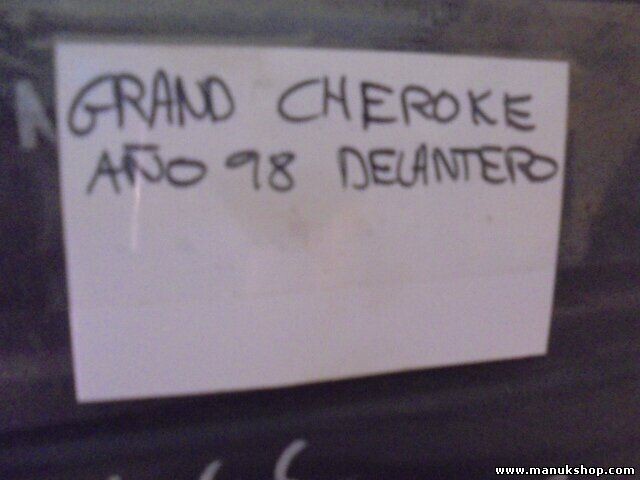 GRAND CHEROKE
AÑO 98 DELANTERO
www.manukshop.com